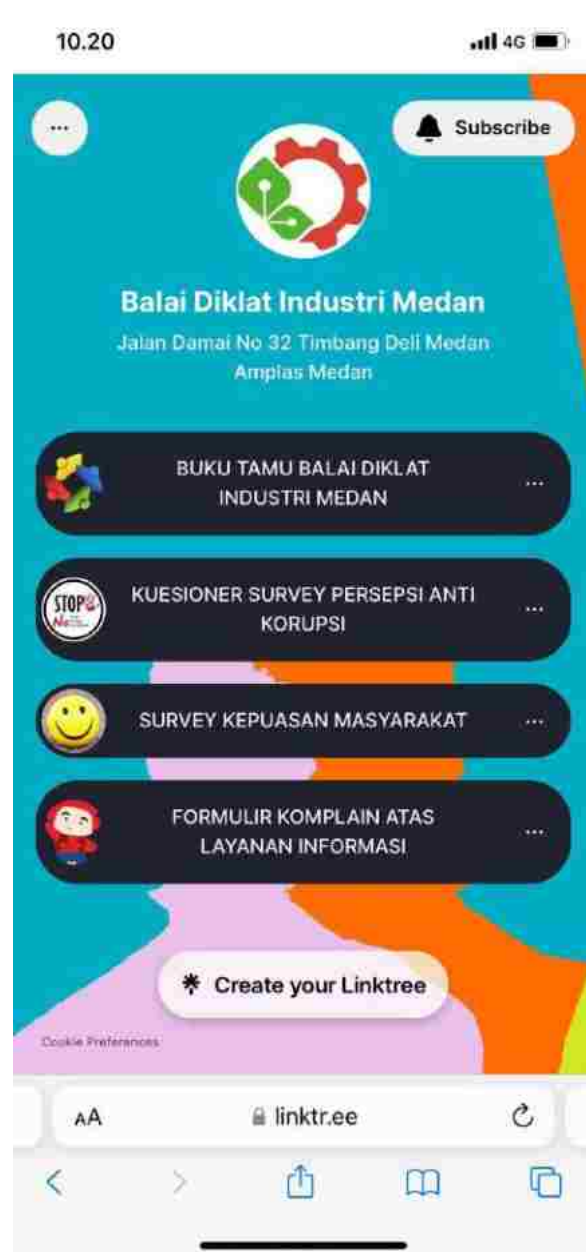 10.20
4G
...
Subscribe
Balai Diklat Industri Medan
Jalan Damai No 32 Timbang Deli Medan
Amplas Medan
BUKU TAMU BALAI DIKLAT
INDUSTRI MEDAN
...
STOP
No
KUESIONER SURVEY PERSEPSI ANTI
KORUPSI
...
SURVEY KEPUASAN MASYARAKAT
...
FORMULIR KOMPLAIN ATAS
LAYANAN INFORMASI
...
Create your Linktree
Cookie Preferences
AA
linktr.ee